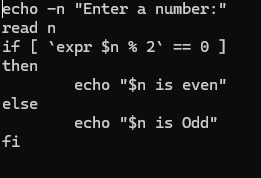 echo -n "Enter a number:"
read n
if [ `expr $n % 2` == 0 ]
then
        echo "$n is even"
else
        echo "$n is Odd"
fi